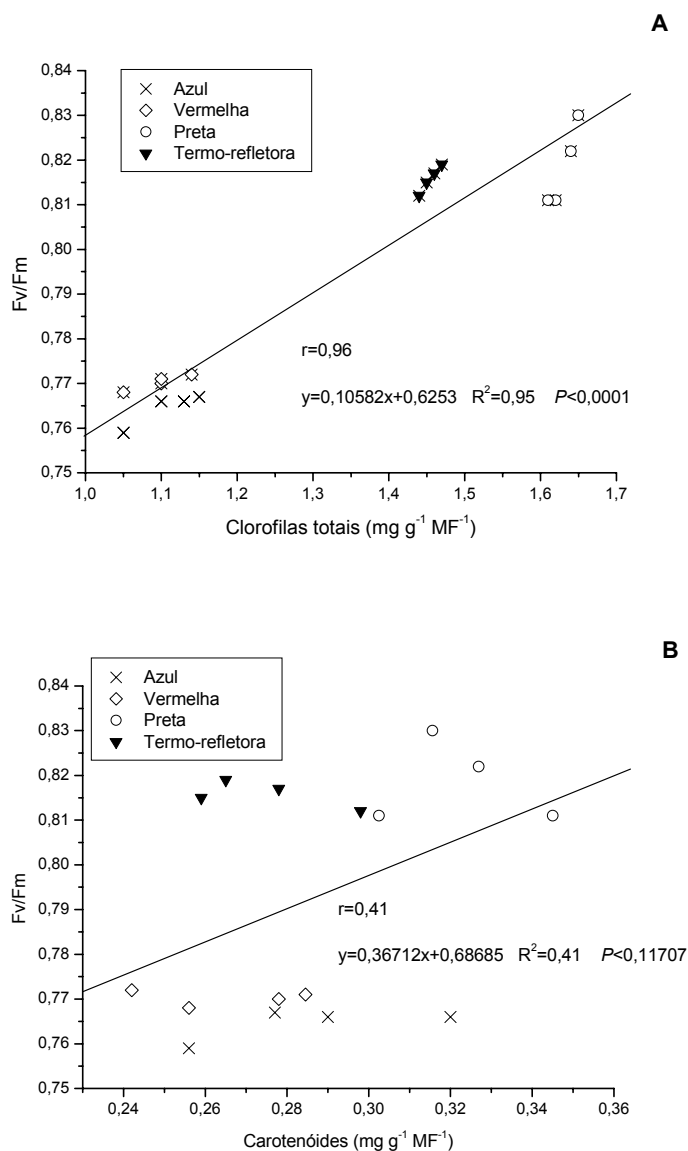 A
0,84
0,83
0,82
0,81
0,80
0,79
0,78
0,77
0,76
0,75
Fv/Fm
Azul
Vermelha
Preta
Termo-refletora
r=0,96
y=0,10582x+0,6253 R²=0,95 P<0,0001
1,0 1,1 1,2 1,3 1,4 1,5 1,6 1,7
Clorofilas totais (mg g⁻¹ MF⁻¹)
B
0,84
0,83
0,82
0,81
0,80
0,79
0,78
0,77
0,76
0,75
Fv/Fm
Azul
Vermelha
Preta
Termo-refletora
r=0,41
y=0,36712x+0,68685 R²=0,41 P<0,11707
0,24 0,26 0,28 0,30 0,32 0,34 0,36
Carotenóides (mg g⁻¹ MF⁻¹)